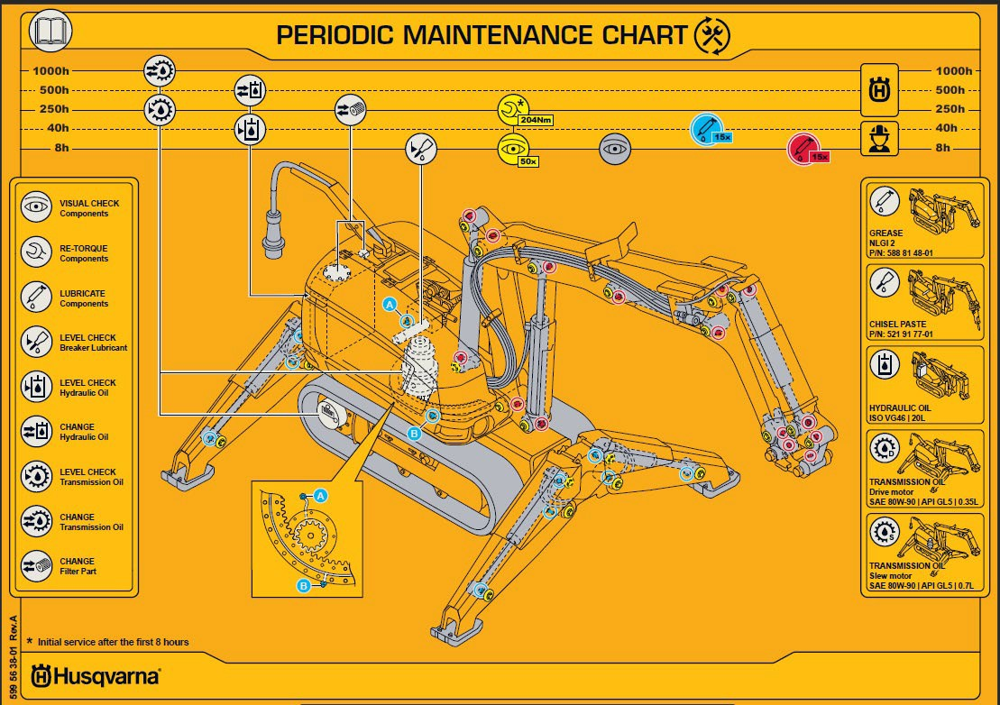 PERIODIC MAINTENANCE CHART
1000h
500h
250h
40h
8h
*
204Nm
50x
15x
15x
1000h
500h
250h
40h
8h
VISUAL CHECK
Components
RE-TORQUE
Components
LUBRICATE
Components
LEVEL CHECK
Breaker Lubricant
LEVEL CHECK
Hydraulic Oil
CHANGE
Hydraulic Oil
LEVEL CHECK
Transmission Oil
CHANGE
Transmission Oil
CHANGE
Filter Part
A
A
B
A
B
GREASE
NLGI 2
P/N: 588 81 48-01
CHISEL PASTE
P/N: 521 91 77-01
HYDRAULIC OIL
ISO VG46 | 20L
D
TRANSMISSION OIL
Drive motor
SAE 80W-90 | API GL5 | 0.35L
S
TRANSMISSION OIL
Slew motor
SAE 80W-90 | API GL5 | 0.7L
599 56 38-01 Rev.A
* Initial service after the first 8 hours
Husqvarna®